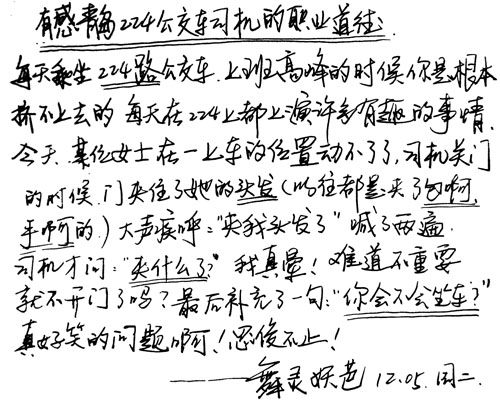 有感青岛224公交车司机的职业道德
每天乘坐224路公交车.上班高峰的时候你是根本
挤不上去的 每天在224上都上演许多有趣的事情.
今天.某位女士在一上车的位置动不了了,司机关门
的时候.门夹住了她的头发(以往都是夹了包啊,
手啊的.)大声疾呼:"夹我头发了"喊了两遍.
司机才问:"夹什么了?"我真晕!难道不重要
就不开门了吗?最后补充了一句:"你会不会坐车?"
真好笑的问题啊!忍俊不止!
——舞灵妖芭 12.05.周二.